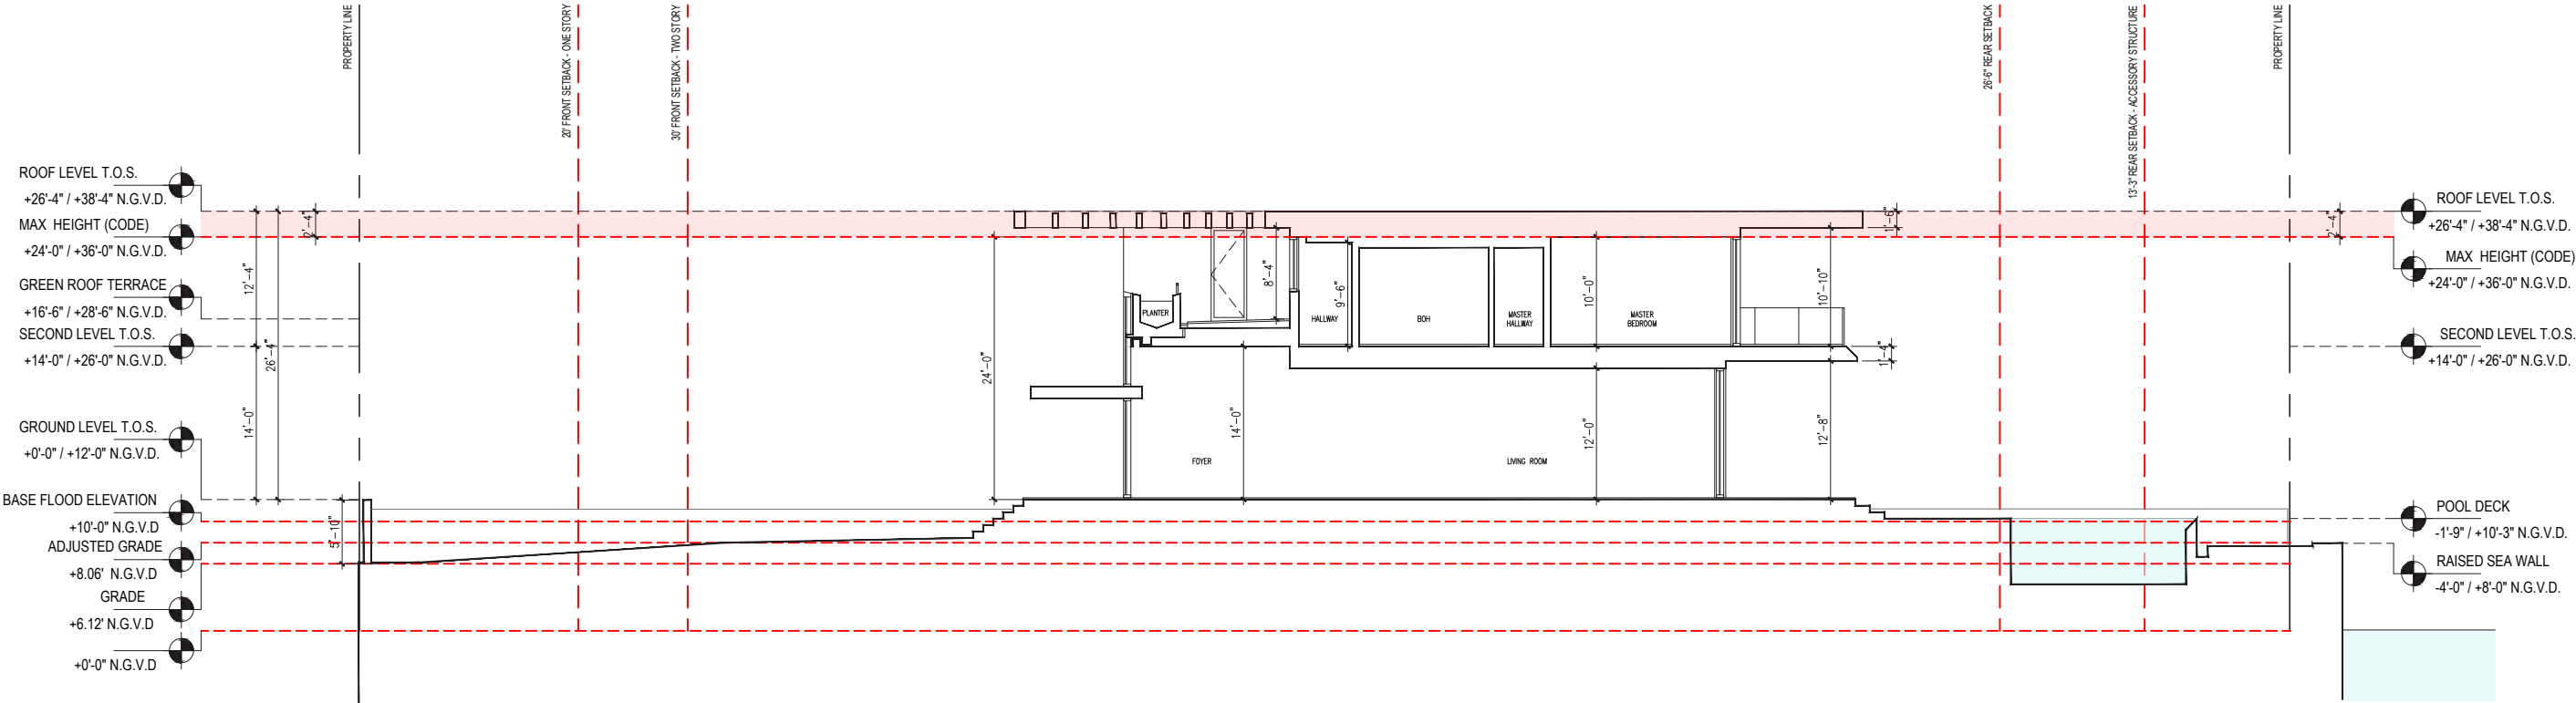 PROPERTY LINE
20' FRONT SETBACK - ONE STORY
30' FRONT SETBACK - TWO STORY
26'-6" REAR SETBACK
13'-3" REAR SETBACK - ACCESSORY STRUCTURE
PROPERTY LINE
ROOF LEVEL T.O.S.
+26'-4" / +38'-4" N.G.V.D.
MAX HEIGHT (CODE)
+24'-0" / +36'-0" N.G.V.D.
GREEN ROOF TERRACE
+16'-6" / +28'-6" N.G.V.D.
SECOND LEVEL T.O.S.
+14'-0" / +26'-0" N.G.V.D.
GROUND LEVEL T.O.S.
+0'-0" / +12'-0" N.G.V.D.
BASE FLOOD ELEVATION
+10'-0" N.G.V.D
ADJUSTED GRADE
+8.06' N.G.V.D
GRADE
+6.12' N.G.V.D
+0'-0" N.G.V.D
2'-4"
12'-4"
26'-4"
14'-0"
5'-10"
24'-0"
8'-4"
9'-6"
10'-0"
10'-10"
1'-6"
1'-4"
2'-4"
PLANTER
HALLWAY
BOH
MASTER
HALLWAY
MASTER
BEDROOM
14'-0"
12'-0"
12'-8"
FOYER
LIVING ROOM
ROOF LEVEL T.O.S.
+26'-4" / +38'-4" N.G.V.D.
MAX HEIGHT (CODE)
+24'-0" / +36'-0" N.G.V.D.
SECOND LEVEL T.O.S.
+14'-0" / +26'-0" N.G.V.D.
POOL DECK
-1'-9" / +10'-3" N.G.V.D.
RAISED SEA WALL
-4'-0" / +8'-0" N.G.V.D.